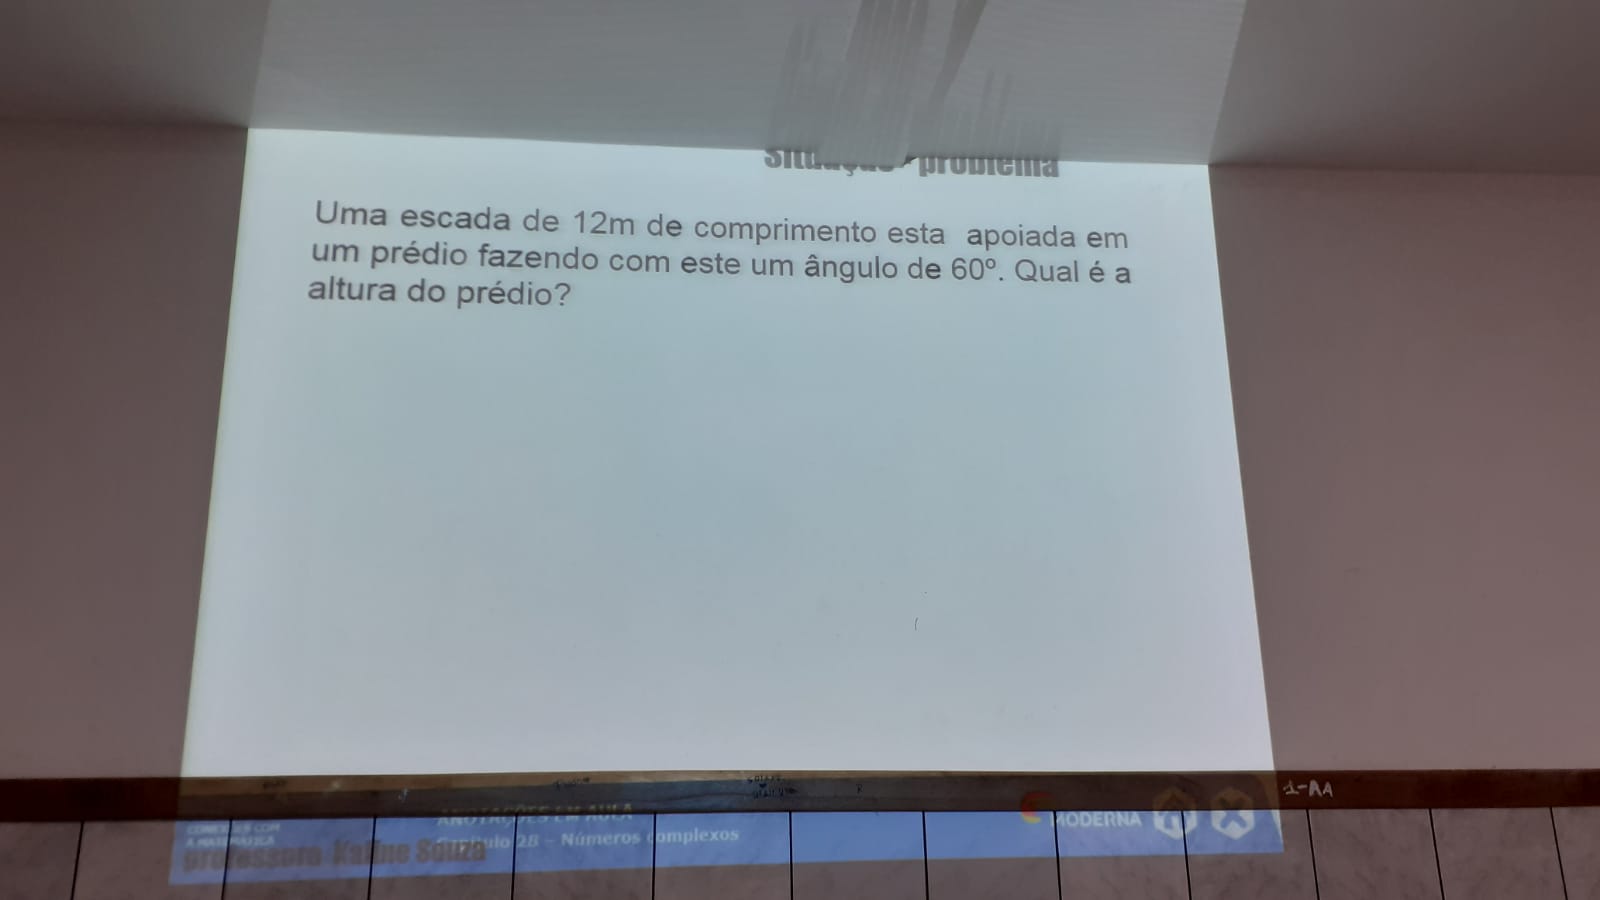 Situação - problema
Uma escada de 12m de comprimento esta apoiada em
um prédio fazendo com este um ângulo de 60º. Qual é a
altura do prédio?
1-AA
ANOTAÇÕES EM AULA
Capítulo 28 – Números complexos
CONEXÕES COM
A MATEMÁTICA
professora Kaline Souza
MODERNA